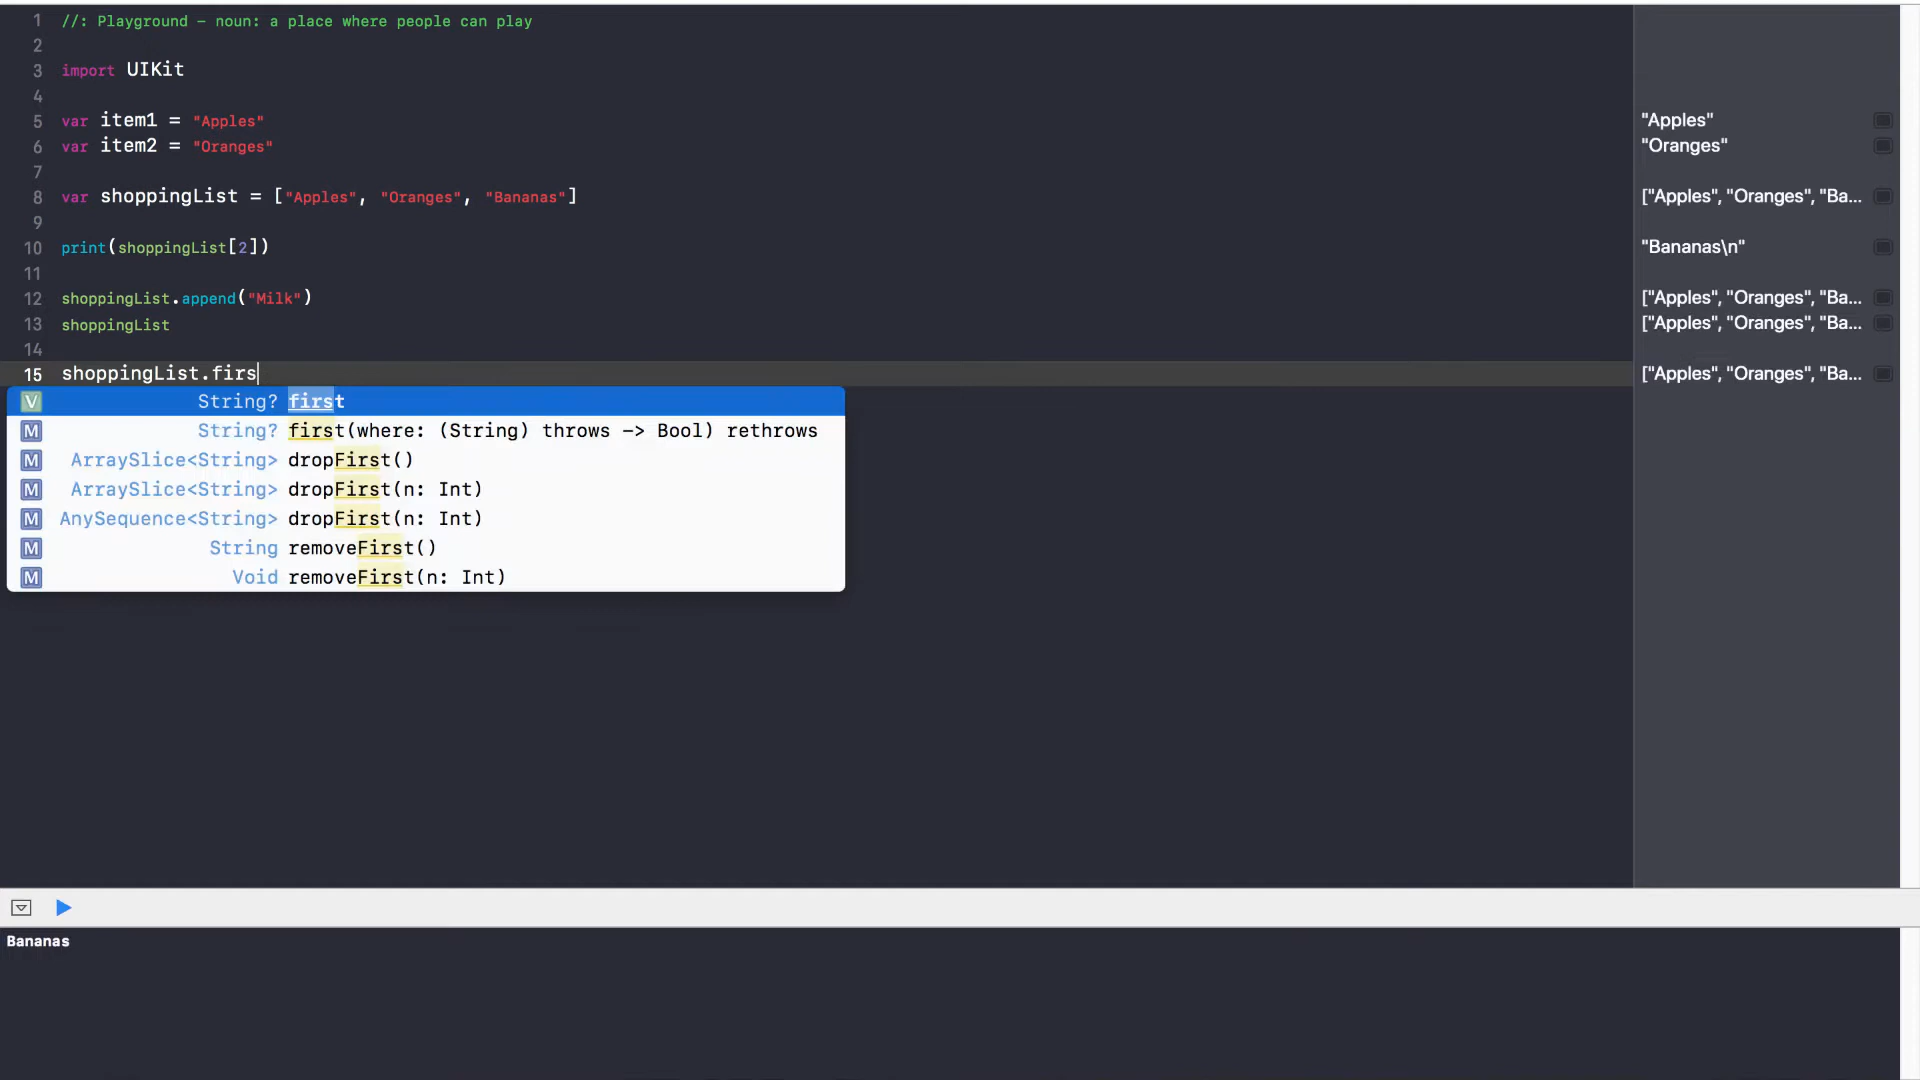 1 //: Playground - noun: a place where people can play
2
3 import UIKit
4
5 var item1 = "Apples" "Apples"
6 var item2 = "Oranges" "Oranges"
7
8 var shoppingList = ["Apples", "Oranges", "Bananas"] ["Apples", "Oranges", "Ba...
9
10 print(shoppingList[2]) "Bananas\n"
11
12 shoppingList.append("Milk") ["Apples", "Oranges", "Ba...
13 shoppingList ["Apples", "Oranges", "Ba...
14
15 shoppingList.firs ["Apples", "Oranges", "Ba...
V String? first
M String? first(where: (String) throws -> Bool) rethrows
M ArraySlice<String> dropFirst()
M ArraySlice<String> dropFirst(n: Int)
M AnySequence<String> dropFirst(n: Int)
M String removeFirst()
M Void removeFirst(n: Int)
Bananas